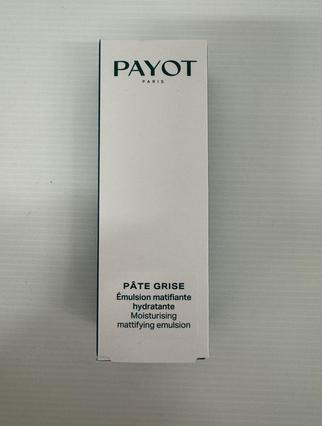 PAYOT
PARIS
PÂTE GRISE
Émulsion matifiante
hydratante
Moisturising
mattifying emulsion